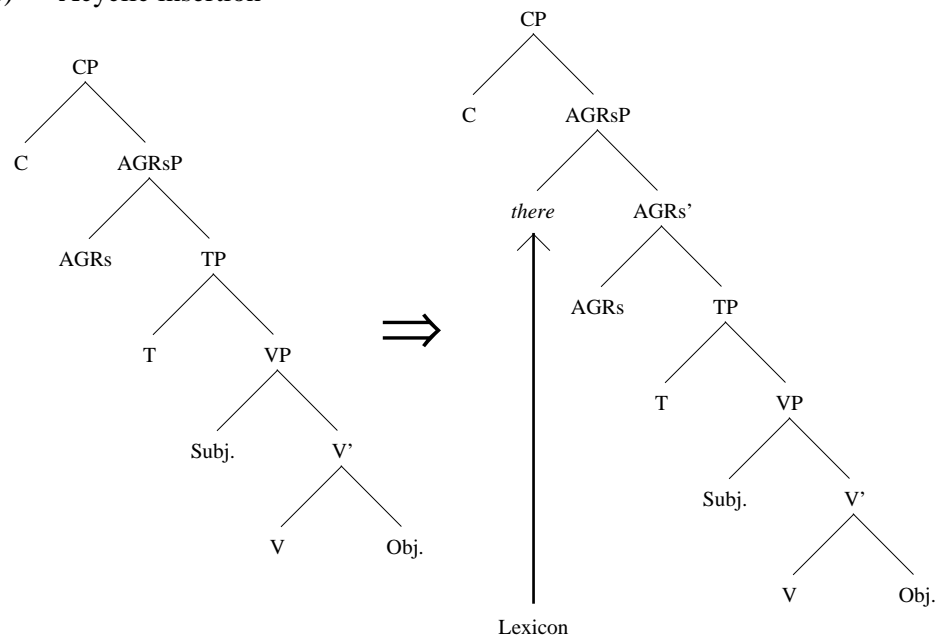 CP
C AGRsP
AGRs TP
T VP
Subj. V’
V Obj.
CP
C AGRsP
there AGRs’
AGRs TP
T VP
Subj. V’
V Obj.
Lexicon